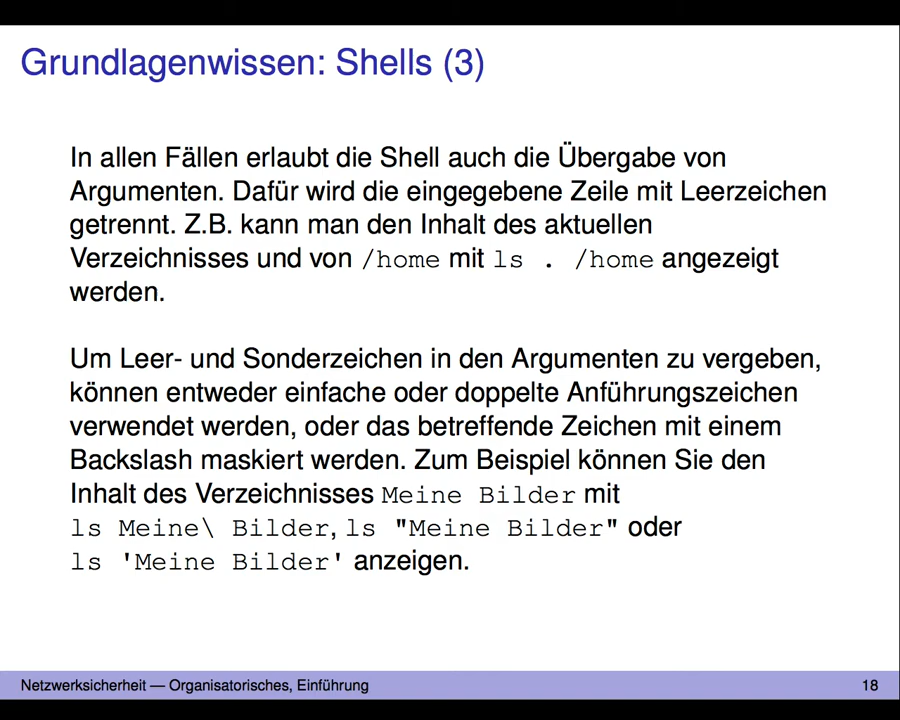 Grundlagenwissen: Shells (3)
In allen Fällen erlaubt die Shell auch die Übergabe von
Argumenten. Dafür wird die eingegebene Zeile mit Leerzeichen
getrennt. Z.B. kann man den Inhalt des aktuellen
Verzeichnisses und von /home mit ls . /home angezeigt
werden.
Um Leer- und Sonderzeichen in den Argumenten zu vergeben,
können entweder einfache oder doppelte Anführungszeichen
verwendet werden, oder das betreffende Zeichen mit einem
Backslash maskiert werden. Zum Beispiel können Sie den
Inhalt des Verzeichnisses Meine Bilder mit
ls Meine\ Bilder, ls "Meine Bilder" oder
ls 'Meine Bilder' anzeigen.
Netzwerksicherheit — Organisatorisches, Einführung 18